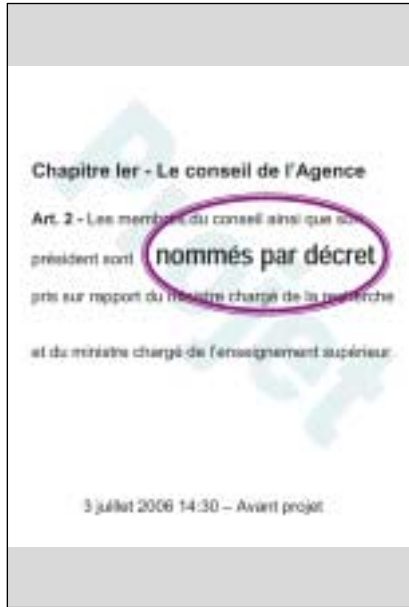 Projet
Chapitre Ier - Le conseil de l'Agence
Art. 2 - Les membres du conseil ainsi que son
président sont nommés par décret
pris sur rapport du ministre chargé de la recherche
et du ministre chargé de l'enseignement supérieur.
3 juillet 2006 14:30 – Avant projet